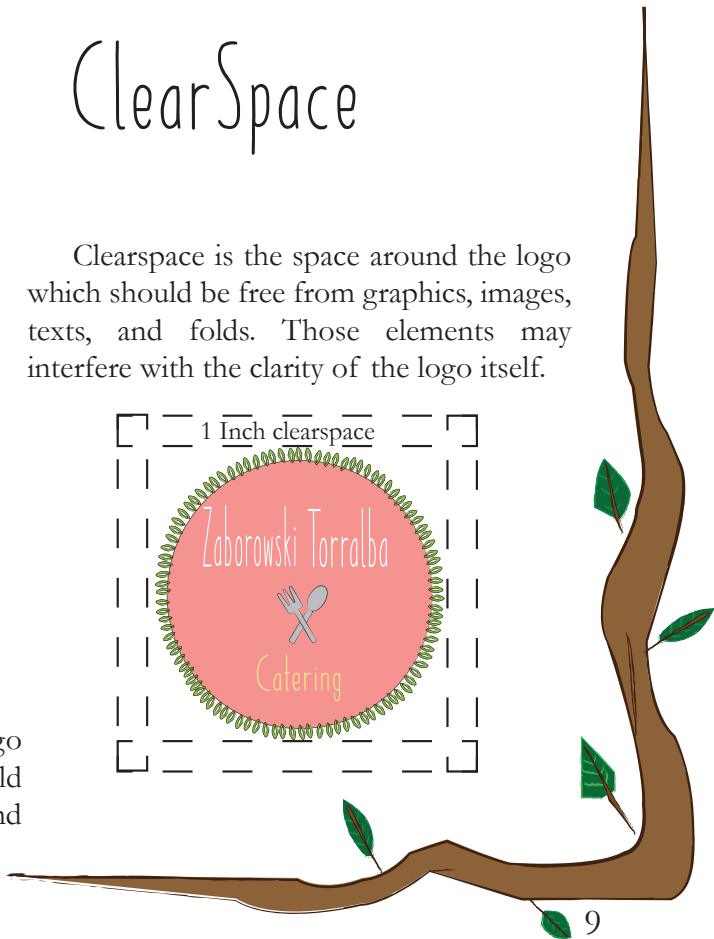 ClearSpace
Clearspace is the space around the logo
which should be free from graphics, images,
texts, and folds. Those elements may
interfere with the clarity of the logo itself.
1 Inch clearspace
Zaborowski Torralba
Catering
9